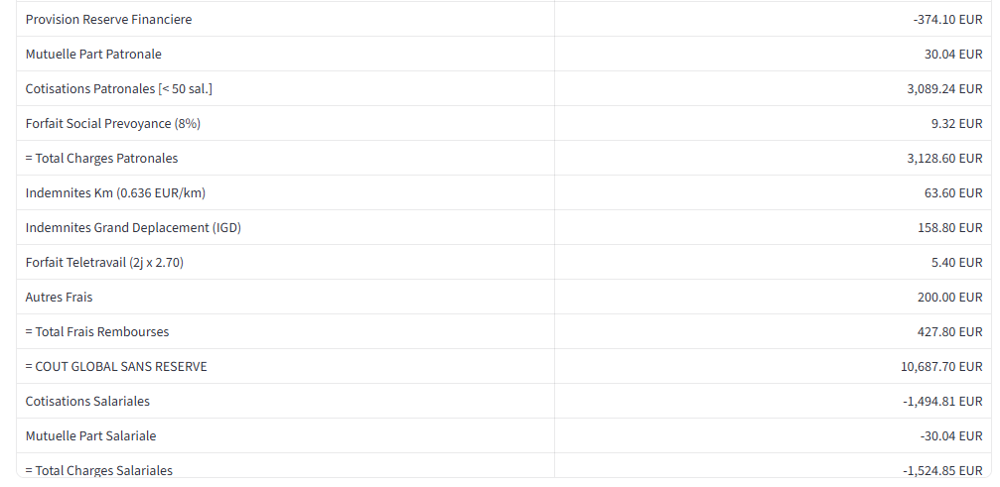 Provision Reserve Financiere -374.10 EUR
Mutuelle Part Patronale 30.04 EUR
Cotisations Patronales [< 50 sal.] 3,089.24 EUR
Forfait Social Prevoyance (8%) 9.32 EUR
= Total Charges Patronales 3,128.60 EUR
Indemnites Km (0.636 EUR/km) 63.60 EUR
Indemnites Grand Deplacement (IGD) 158.80 EUR
Forfait Teletravail (2j x 2.70) 5.40 EUR
Autres Frais 200.00 EUR
= Total Frais Rembourses 427.80 EUR
= COUT GLOBAL SANS RESERVE 10,687.70 EUR
Cotisations Salariales -1,494.81 EUR
Mutuelle Part Salariale -30.04 EUR
= Total Charges Salariales -1,524.85 EUR